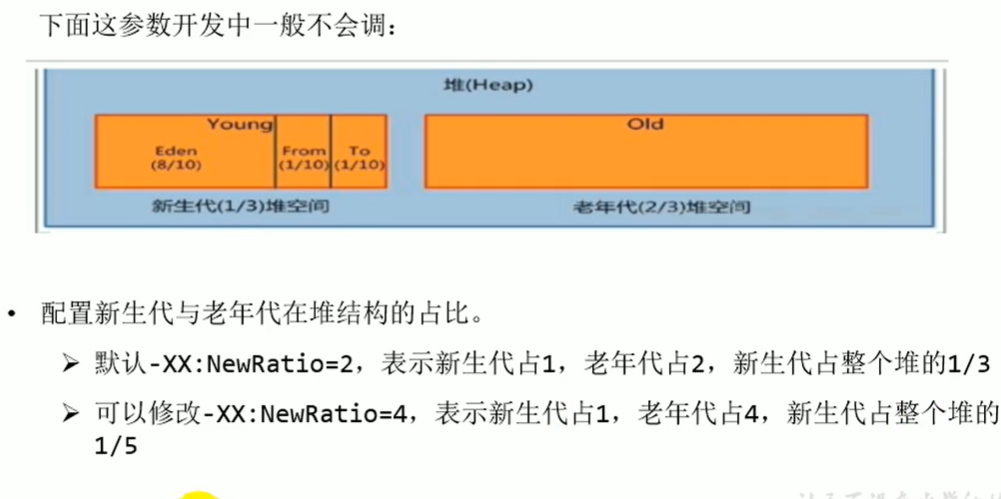 下面这参数开发中一般不会调：
堆(Heap)
Young
Old
Eden
(8/10)
From
(1/10)
To
(1/10)
新生代(1/3)堆空间
老年代(2/3)堆空间
• 配置新生代与老年代在堆结构的占比。
➢ 默认-XX:NewRatio=2，表示新生代占1，老年代占2，新生代占整个堆的1/3
➢ 可以修改-XX:NewRatio=4，表示新生代占1，老年代占4，新生代占整个堆的
1/5